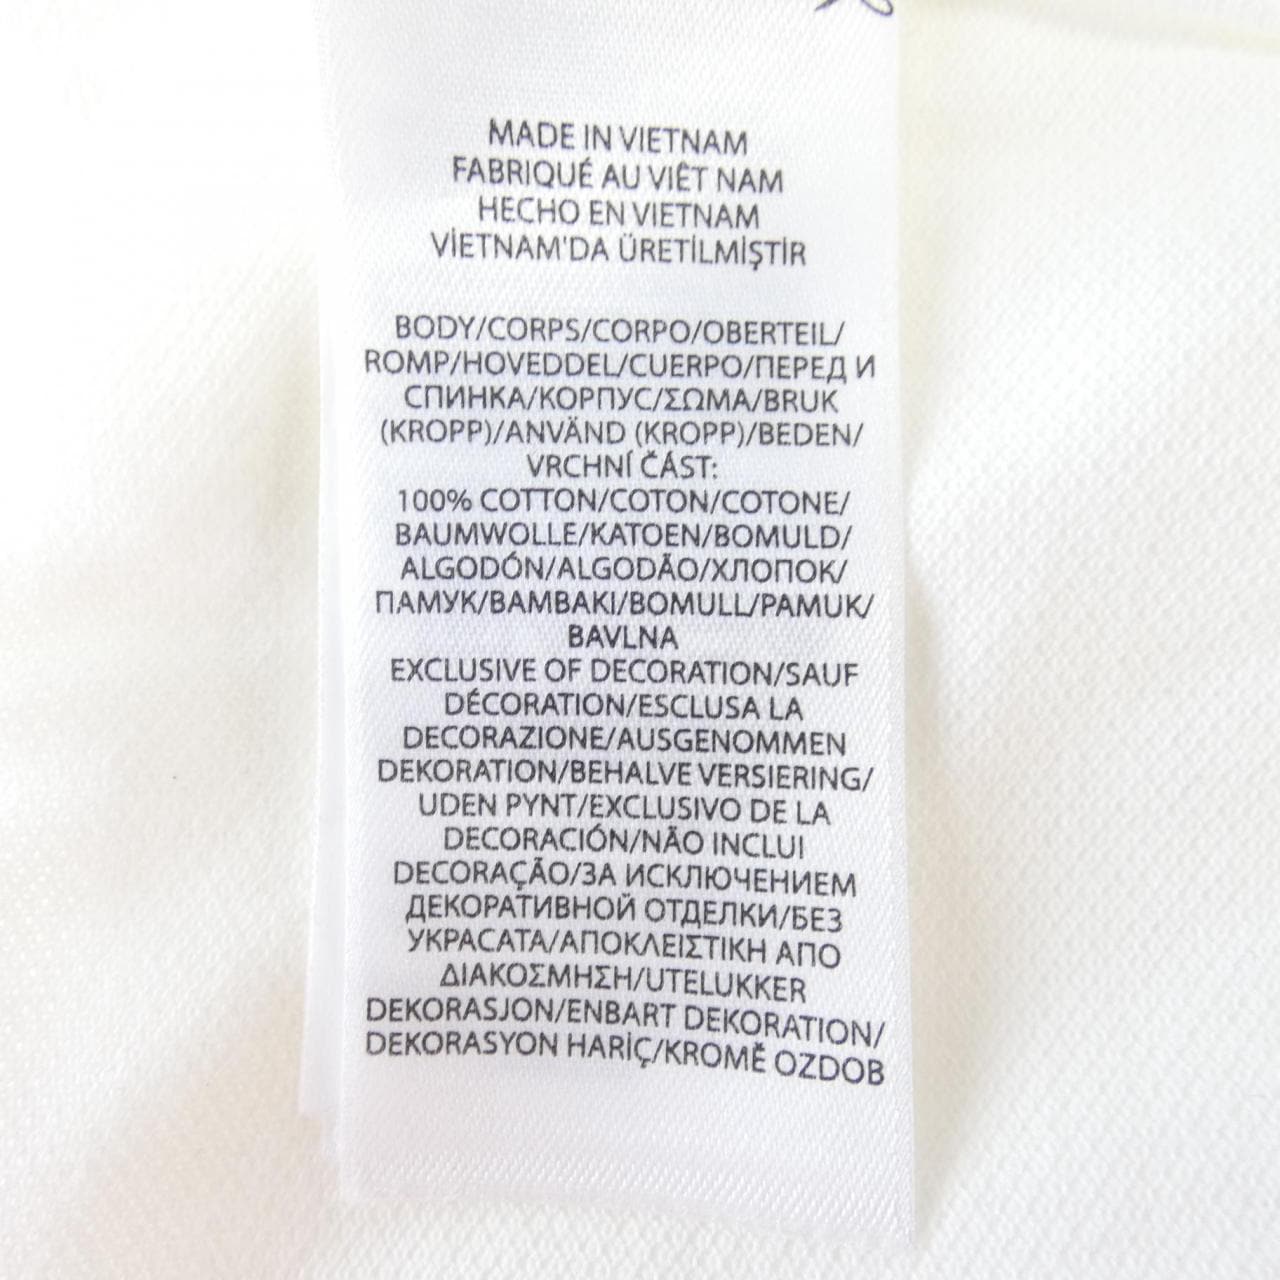 MADE IN VIETNAM
FABRIQUÉ AU VIÊT NAM
HECHO EN VIETNAM
VİETNAM'DA ÜRETİLMİŞTİR
BODY/CORPS/CORPO/OBERTEIL/
ROMP/HOVEDDEL/CUERPO/ПЕРЕД И
СПИНКА/КОРПУС/ΣΩΜΑ/BRUK
(KROPP)/ANVÄND (KROPP)/BEDEN/
VRCHNÍ ČÁST:
100% COTTON/COTON/COTONE/
BAUMWOLLE/KATOEN/BOMULD/
ALGODÓN/ALGODÃO/ХЛОПОК/
ПАМУК/BAMBAKI/BOMULL/PAMUK/
BAVLNA
EXCLUSIVE OF DECORATION/SAUF
DÉCORATION/ESCLUSA LA
DECORAZIONE/AUSGENOMMEN
DEKORATION/BEHALVE VERSIERING/
UDEN PYNT/EXCLUSIVO DE LA
DECORACIÓN/NÃO INCLUI
DECORAÇÃO/ЗА ИСКЛЮЧЕНИЕМ
ДЕКОРАТИВНОЙ ОТДЕЛКИ/БЕЗ
УКРАСАТА/ΑΠΟΚΛΕΙΣΤΙΚΗ ΑΠΟ
ΔΙΑΚΟΣΜΗΣΗ/UTELUKKER
DEKORASJON/ENBART DEKORATION/
DEKORASYON HARİÇ/KROMĚ OZDOB